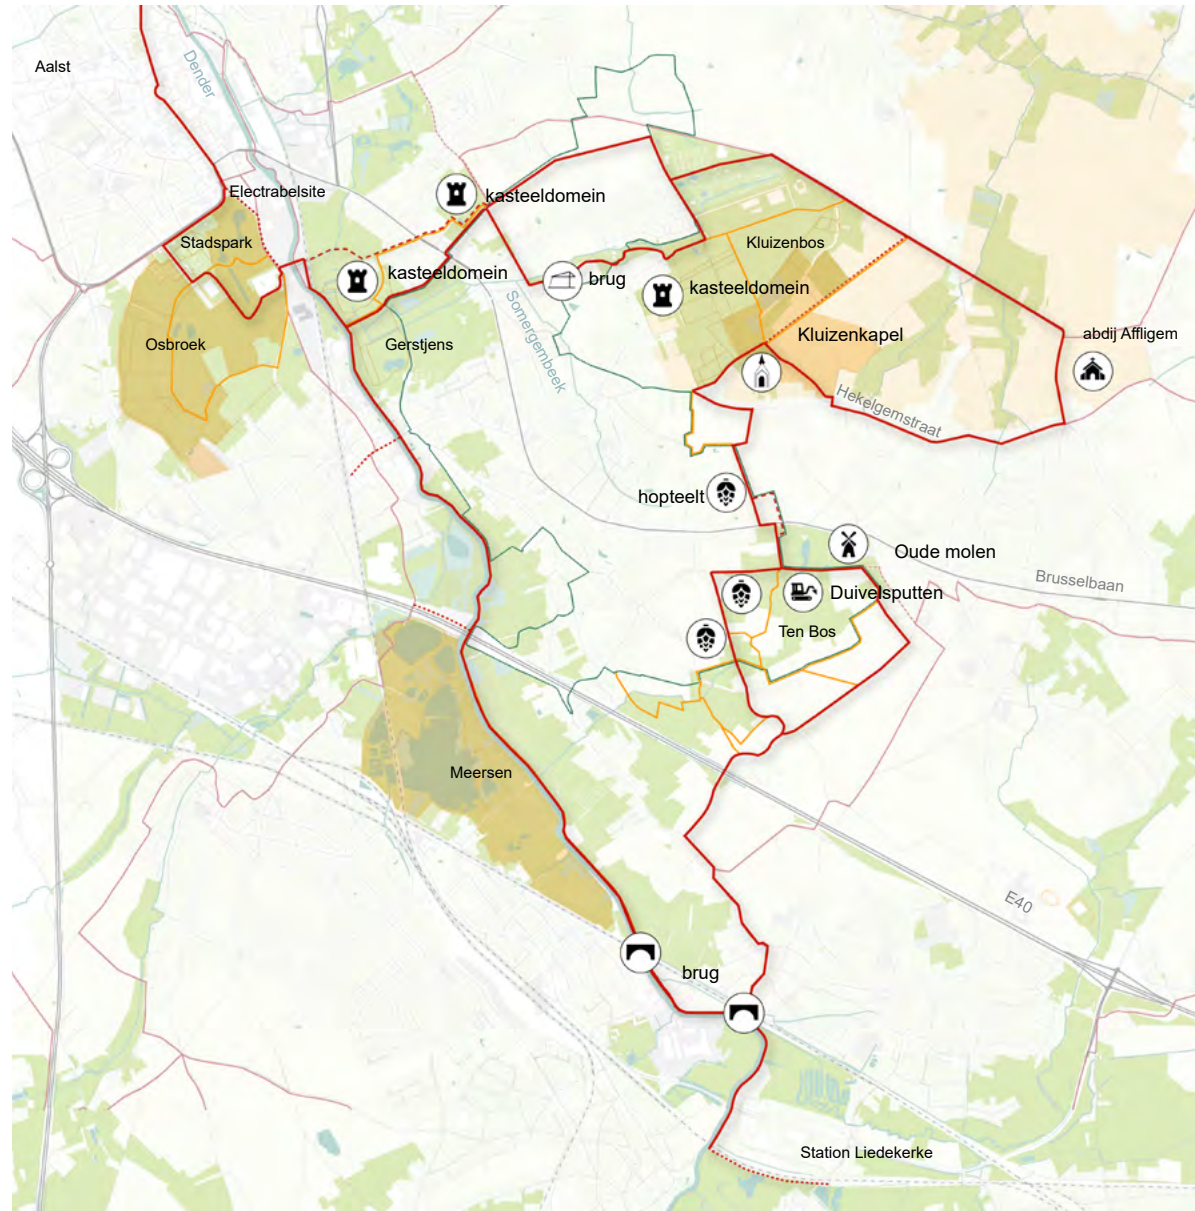 Aalst
Dender
Electrabelsite
kasteeldomein
Stadspark
Kluizenbos
kasteeldomein
brug
kasteeldomein
Somergembeek
Osbroek
Gerstjens
Kluizenkapel
abdij Affligem
Hekelgemstraat
hopteelt
Oude molen
Brusselbaan
Duivelsputten
Ten Bos
Meersen
E40
brug
Station Liedekerke